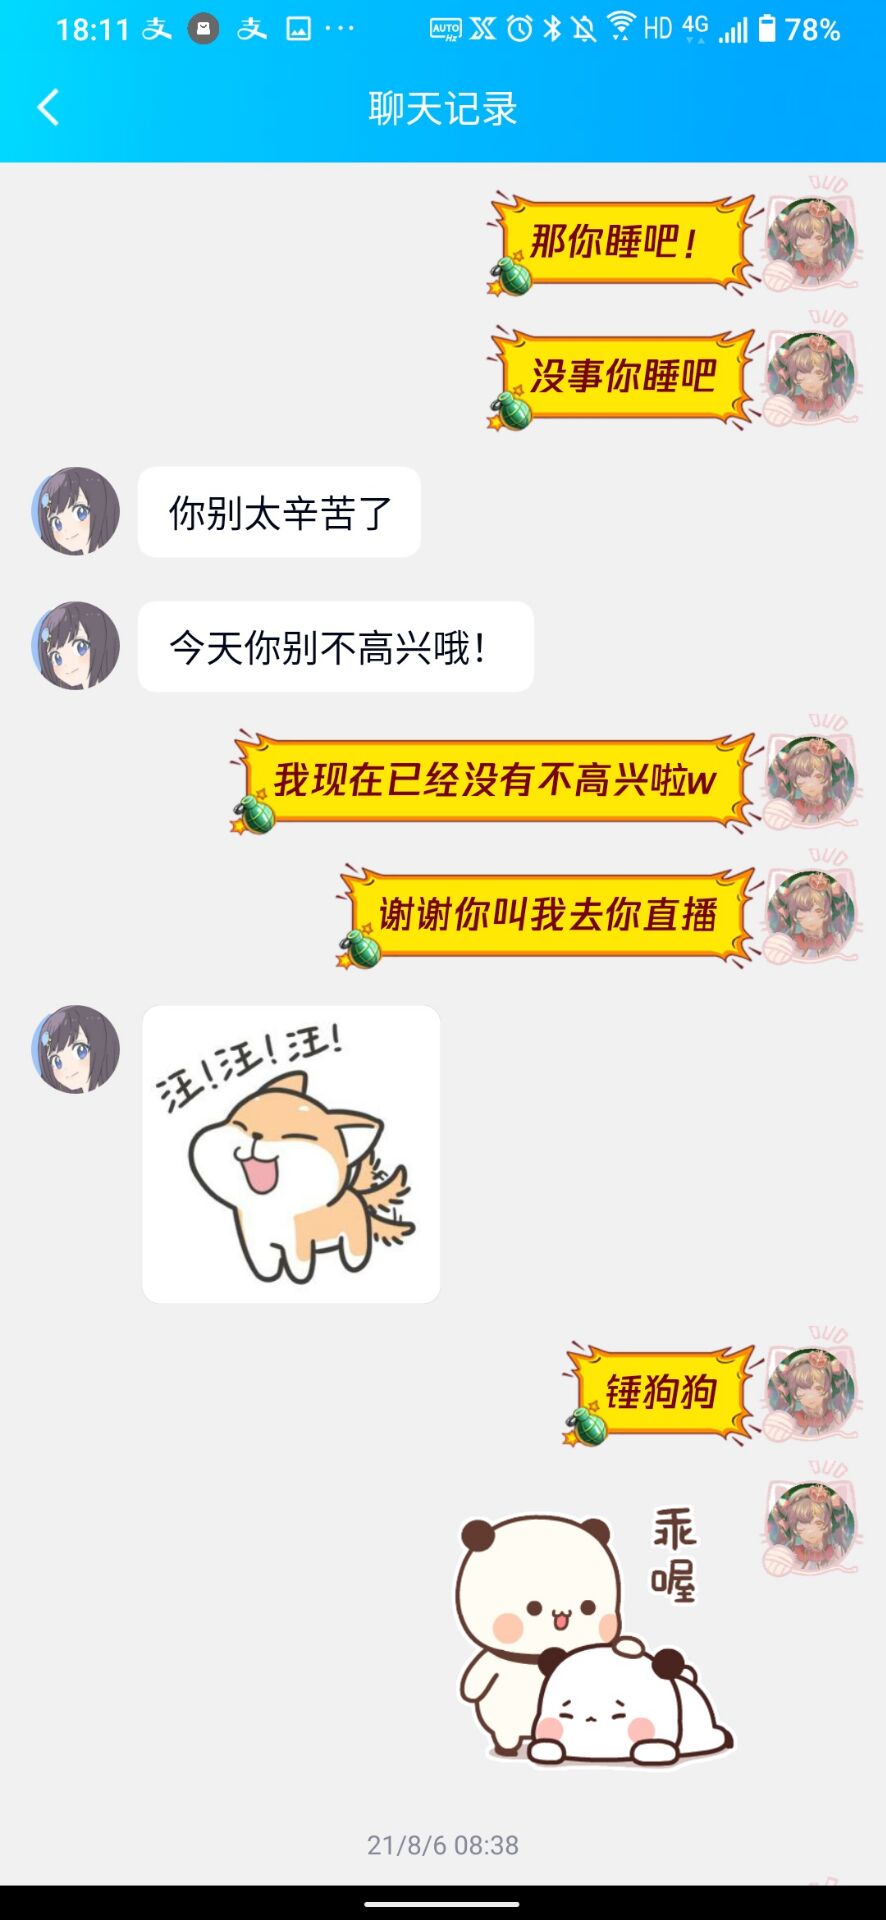 18:11
AUTO Hz
HD
4G
78%
聊天记录
那你睡吧！
没事你睡吧
你别太辛苦了
今天你别不高兴哦！
我现在已经没有不高兴啦w
谢谢你叫我去你直播
汪！汪！汪！
锤狗狗
乖
喔
21/8/6 08:38